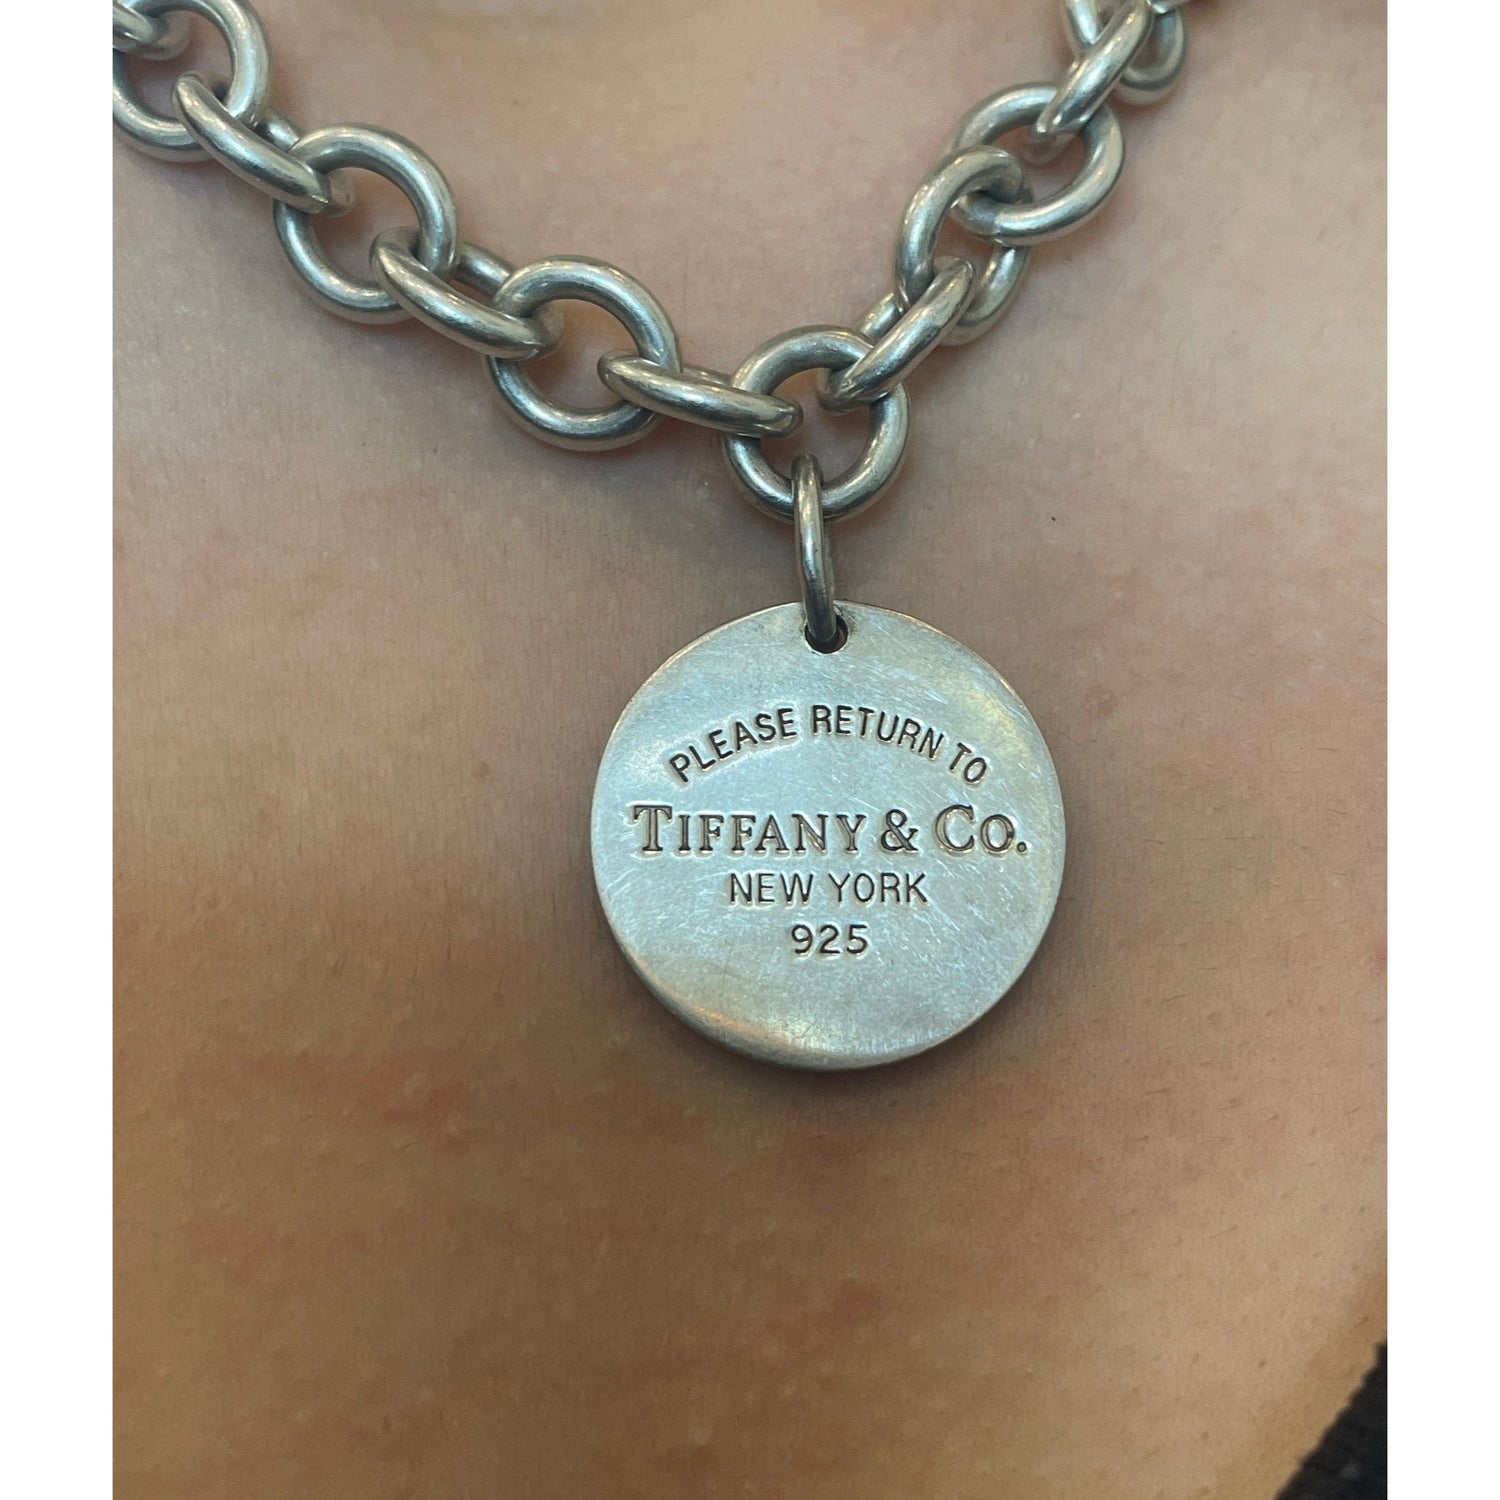 PLEASE RETURN TO
TIFFANY & CO.
NEW YORK
925